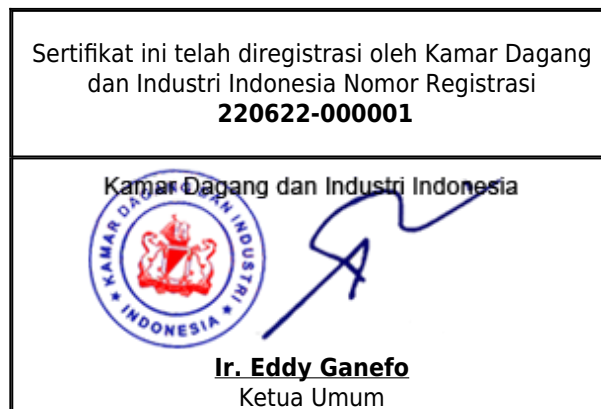 Sertifikat ini telah diregistrasi oleh Kamar Dagang
dan Industri Indonesia Nomor Registrasi
220622-000001
Kamar Dagang dan Industri Indonesia
KAMAR DAGANG DAN INDUSTRI
INDONESIA
Ir. Eddy Ganefo
Ketua Umum